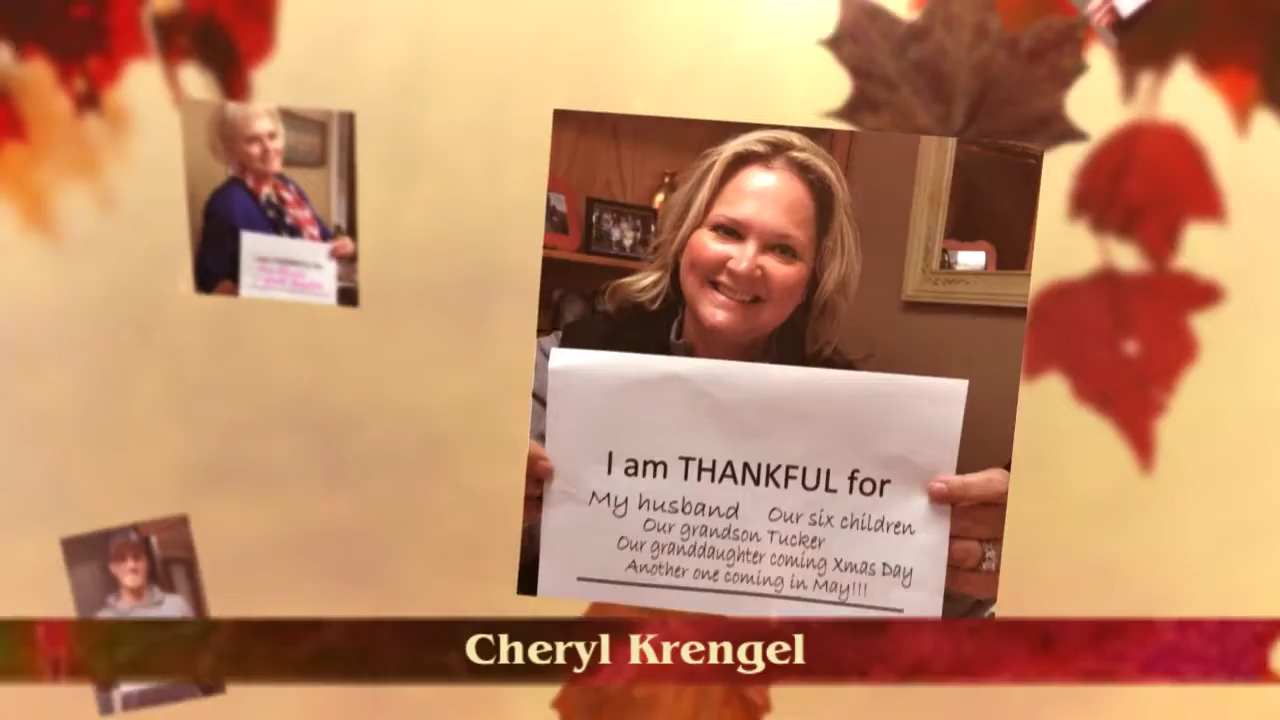 I am THANKFUL for
My husband Our six children
Our grandson Tucker
Our granddaughter coming Xmas Day
Another one coming in May!!!
Cheryl Krengel